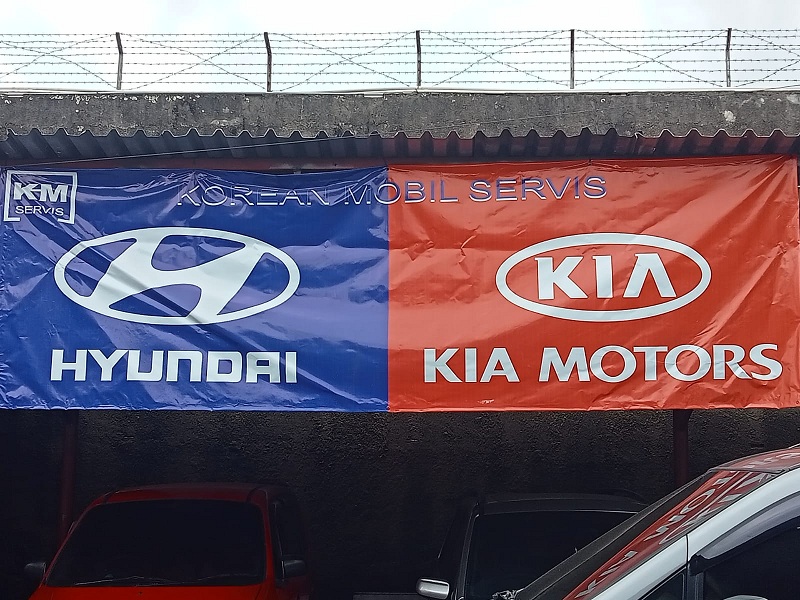 KM
SERVIS
KOREAN MOBIL SERVIS
KIA
HYUNDAI
KIA MOTORS